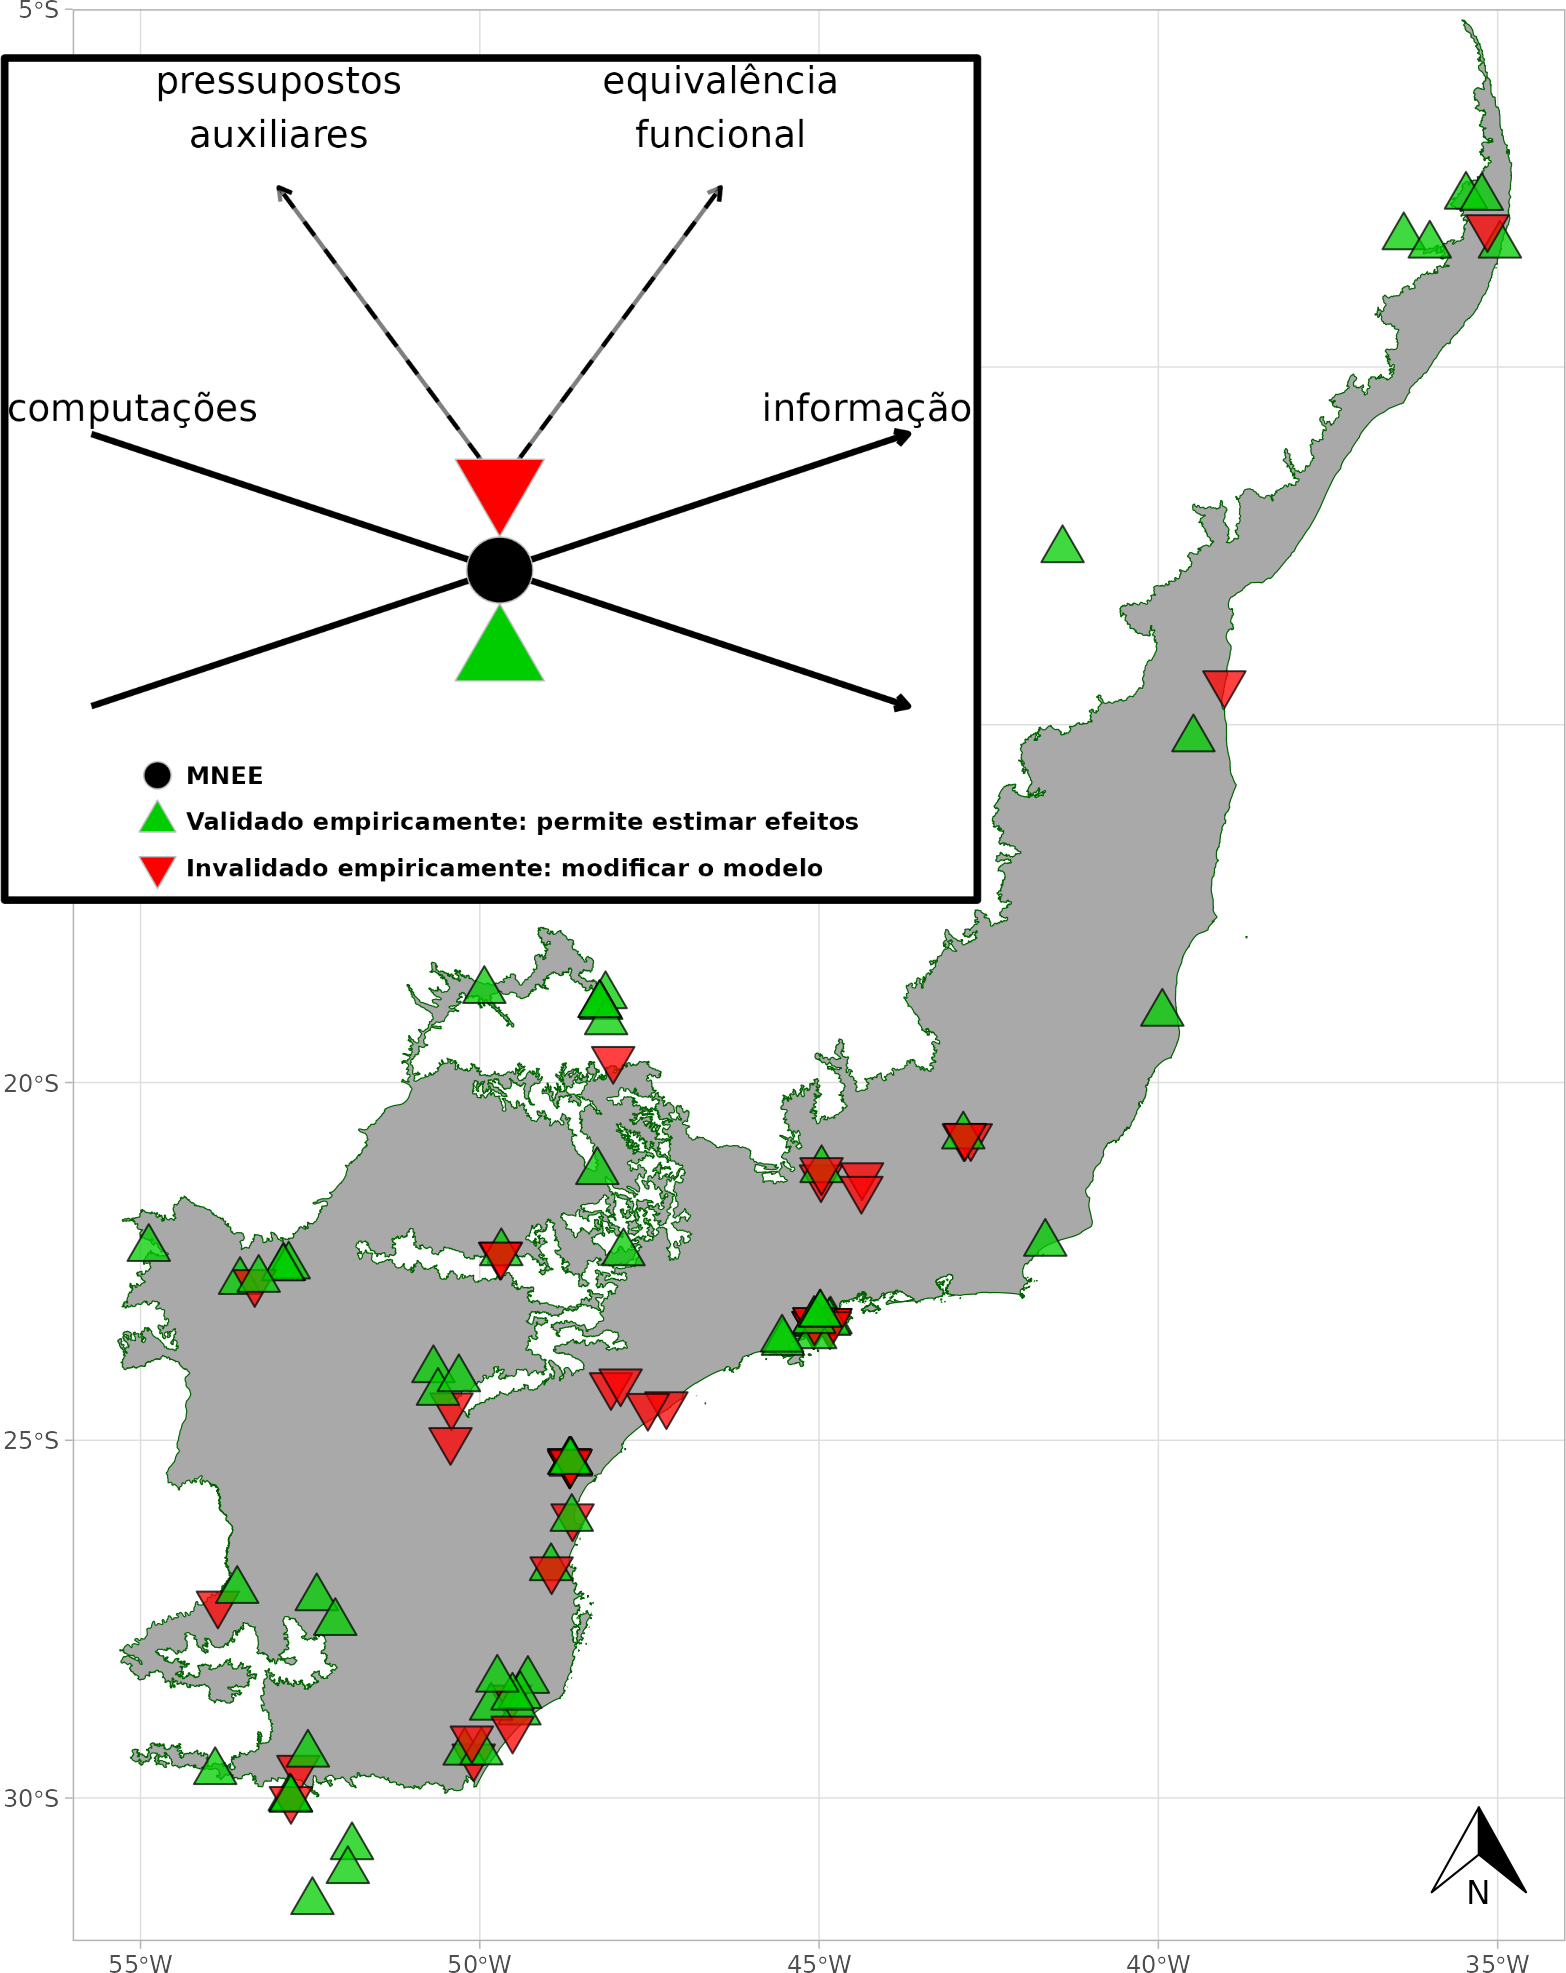 5°S
pressupostos
auxiliares
equivalência
funcional
computações
informação
MNEE
Validado empiricamente: permite estimar efeitos
Invalidado empiricamente: modificar o modelo
20°S
25°S
30°S
N
55°W
50°W
45°W
40°W
35°W